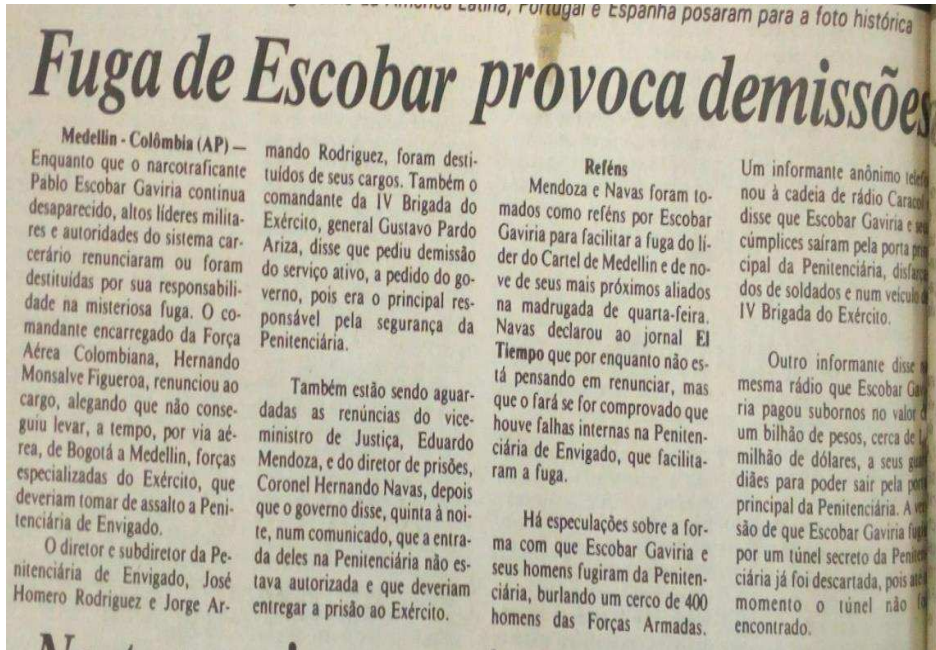 América Latina, Portugal e Espanha posaram para a foto histórica
Fuga de Escobar provoca demissões
Medellin - Colômbia (AP) —
Enquanto que o narcotraficante
Pablo Escobar Gaviria continua
desaparecido, altos líderes milita-
res e autoridades do sistema car-
cerário renunciaram ou foram
destituídas por sua responsabili-
dade na misteriosa fuga. O co-
mandante encarregado da Força
Aérea Colombiana, Hernando
Monsalve Figueroa, renunciou ao
cargo, alegando que não conse-
guiu levar, a tempo, por via aé-
rea, de Bogotá a Medellin, forças
especializadas do Exército, que
deveriam tomar de assalto a Peni-
tenciária de Envigado.
O diretor e subdiretor da Pe-
nitenciária de Envigado, José
Homero Rodriguez e Jorge Ar-
mando Rodriguez, foram desti-
tuídos de seus cargos. Também o
comandante da IV Brigada do
Exército, general Gustavo Pardo
Ariza, disse que pediu demissão
do serviço ativo, a pedido do go-
verno, pois era o principal res-
ponsável pela segurança da
Penitenciária.
Também estão sendo aguar-
dadas as renúncias do vice-
ministro de Justiça, Eduardo
Mendoza, e do diretor de prisões,
Coronel Hernando Navas, depois
que o governo disse, quinta à noi-
te, num comunicado, que a entra-
da deles na Penitenciária não es-
tava autorizada e que deveriam
entregar a prisão ao Exército.
Reféns
Mendoza e Navas foram to-
mados como reféns por Escobar
Gaviria para facilitar a fuga do lí-
der do Cartel de Medellin e de no-
ve de seus mais próximos aliados
na madrugada de quarta-feira.
Navas declarou ao jornal El
Tiempo que por enquanto não es-
tá pensando em renunciar, mas
que o fará se for comprovado que
houve falhas internas na Peniten-
ciária de Envigado, que facilita-
ram a fuga.
Há especulações sobre a for-
ma com que Escobar Gaviria e
seus homens fugiram da Peniten-
ciária, burlando um cerco de 400
homens das Forças Armadas.
Um informante anônimo
nou à cadeia de rádio Caracol
disse que Escobar Gaviria e
cúmplices saíram pela porta
cipal da Penitenciária,
dos de soldados e num veículo
IV Brigada do Exército.
Outro informante disse
mesma rádio que Escobar
ria pagou subornos no valor
um bilhão de pesos, cerca de
milhão de dólares, a seus
diães para poder sair pela
principal da Penitenciária. A
são de que Escobar Gaviria
por um túnel secreto da
ciária já foi descartada, pois
momento o túnel não
encontrado.